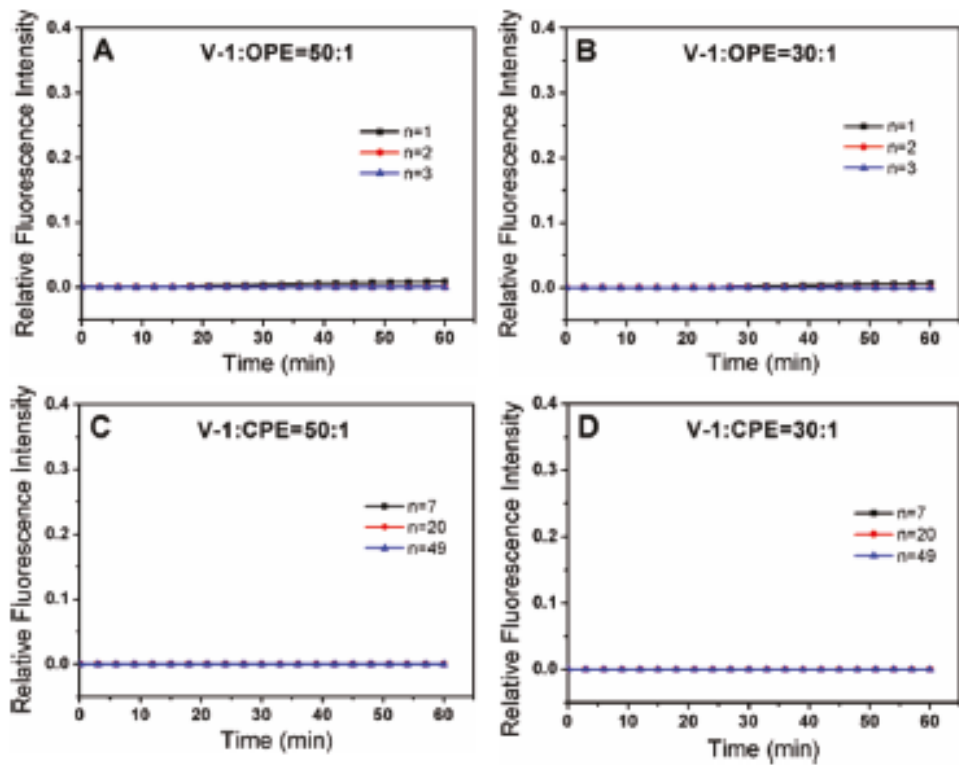 A
V-1:OPE=50:1
Relative Fluorescence Intensity
0.4
0.3
0.2
0.1
0.0
n=1
n=2
n=3
0 10 20 30 40 50 60
Time (min)
B
V-1:OPE=30:1
Relative Fluorescence Intensity
0.4
0.3
0.2
0.1
0.0
n=1
n=2
n=3
0 10 20 30 40 50 60
Time (min)
C
V-1:CPE=50:1
Relative Fluorescence Intensity
0.4
0.3
0.2
0.1
0.0
n=7
n=20
n=49
0 10 20 30 40 50 60
Time (min)
D
V-1:CPE=30:1
Relative Fluorescence Intensity
0.4
0.3
0.2
0.1
0.0
n=7
n=20
n=49
0 10 20 30 40 50 60
Time (min)